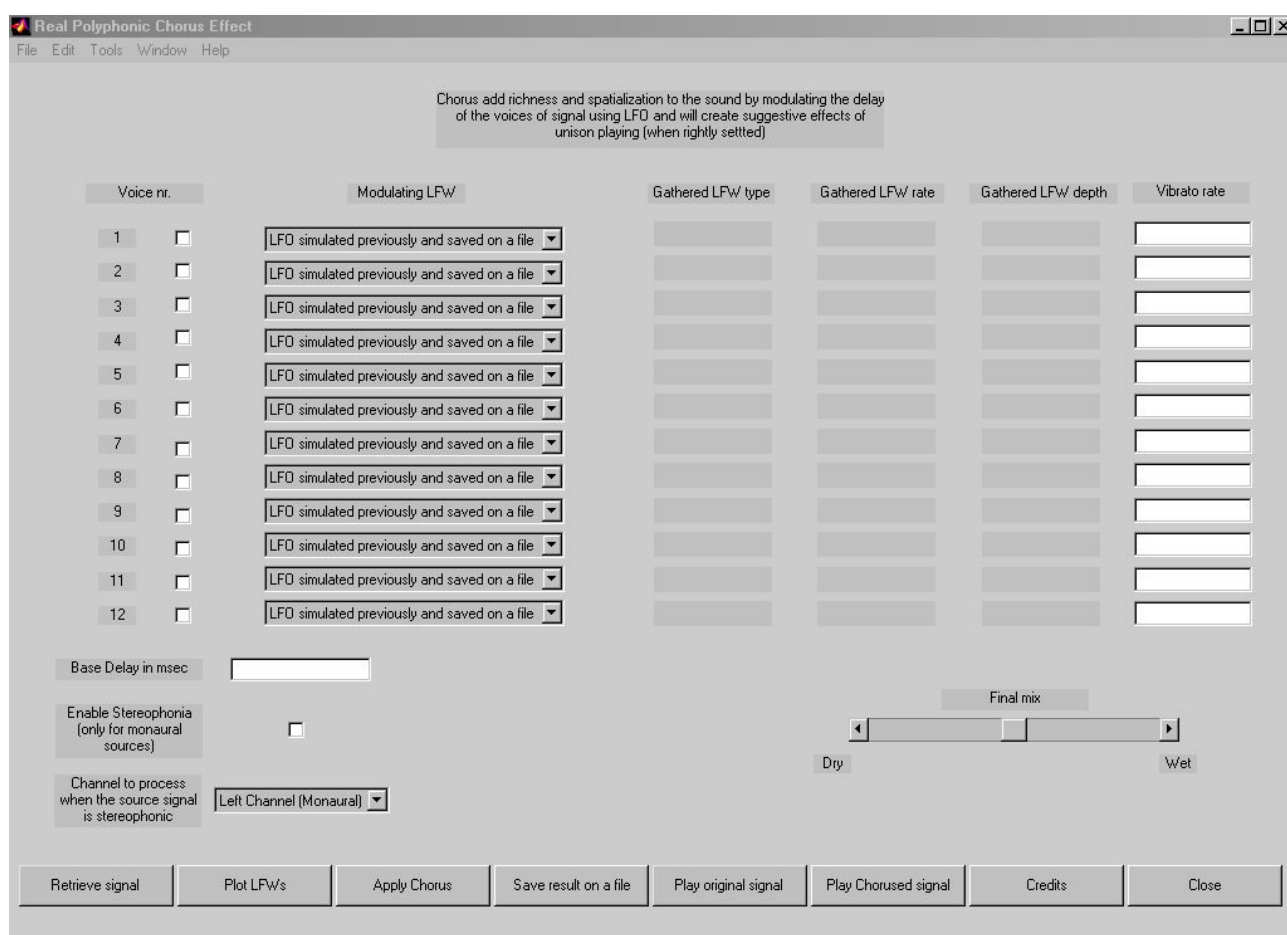 Real Polyphonic Chorus Effect
File Edit Tools Window Help
Chorus add richness and spatialization to the sound by modulating the delay
of the voices of signal using LFO and will create suggestive effects of
unison playing (when rightly settted)
Voice nr. Modulating LFW Gathered LFW type Gathered LFW rate Gathered LFW depth Vibrato rate
1 LFO simulated previously and saved on a file
2 LFO simulated previously and saved on a file
3 LFO simulated previously and saved on a file
4 LFO simulated previously and saved on a file
5 LFO simulated previously and saved on a file
6 LFO simulated previously and saved on a file
7 LFO simulated previously and saved on a file
8 LFO simulated previously and saved on a file
9 LFO simulated previously and saved on a file
10 LFO simulated previously and saved on a file
11 LFO simulated previously and saved on a file
12 LFO simulated previously and saved on a file
Base Delay in msec
Enable Stereophonia
(only for monaural
sources)
Final mix
Dry Wet
Channel to process
when the source signal
is stereophonic
Left Channel (Monaural)
Retrieve signal Plot LFW's Apply Chorus Save result on a file Play original signal Play Chorused signal Credits Close